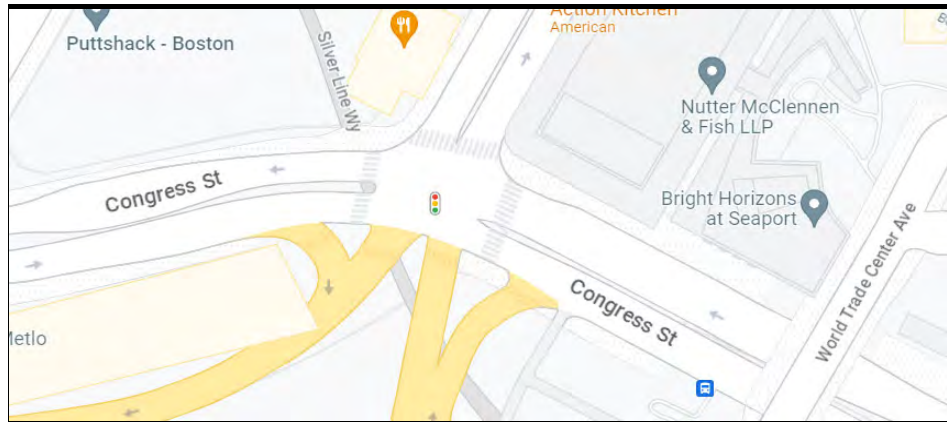 Action Kitchen
American
Puttshack - Boston
Silver Line Wy
Nutter McClennen
& Fish LLP
Congress St
Bright Horizons
at Seaport
World Trade Center Ave
Congress St
Metlo